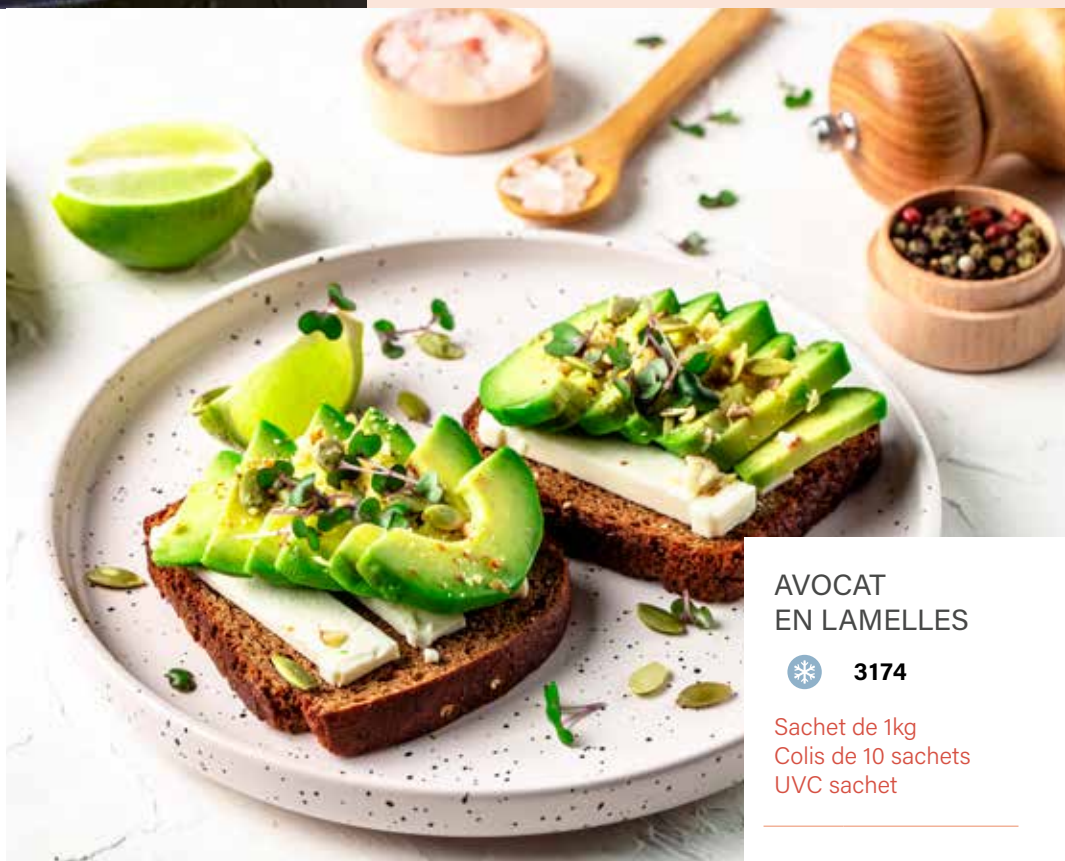 AVOCAT
EN LAMELLES
3174
Sachet de 1kg
Colis de 10 sachets
UVC sachet